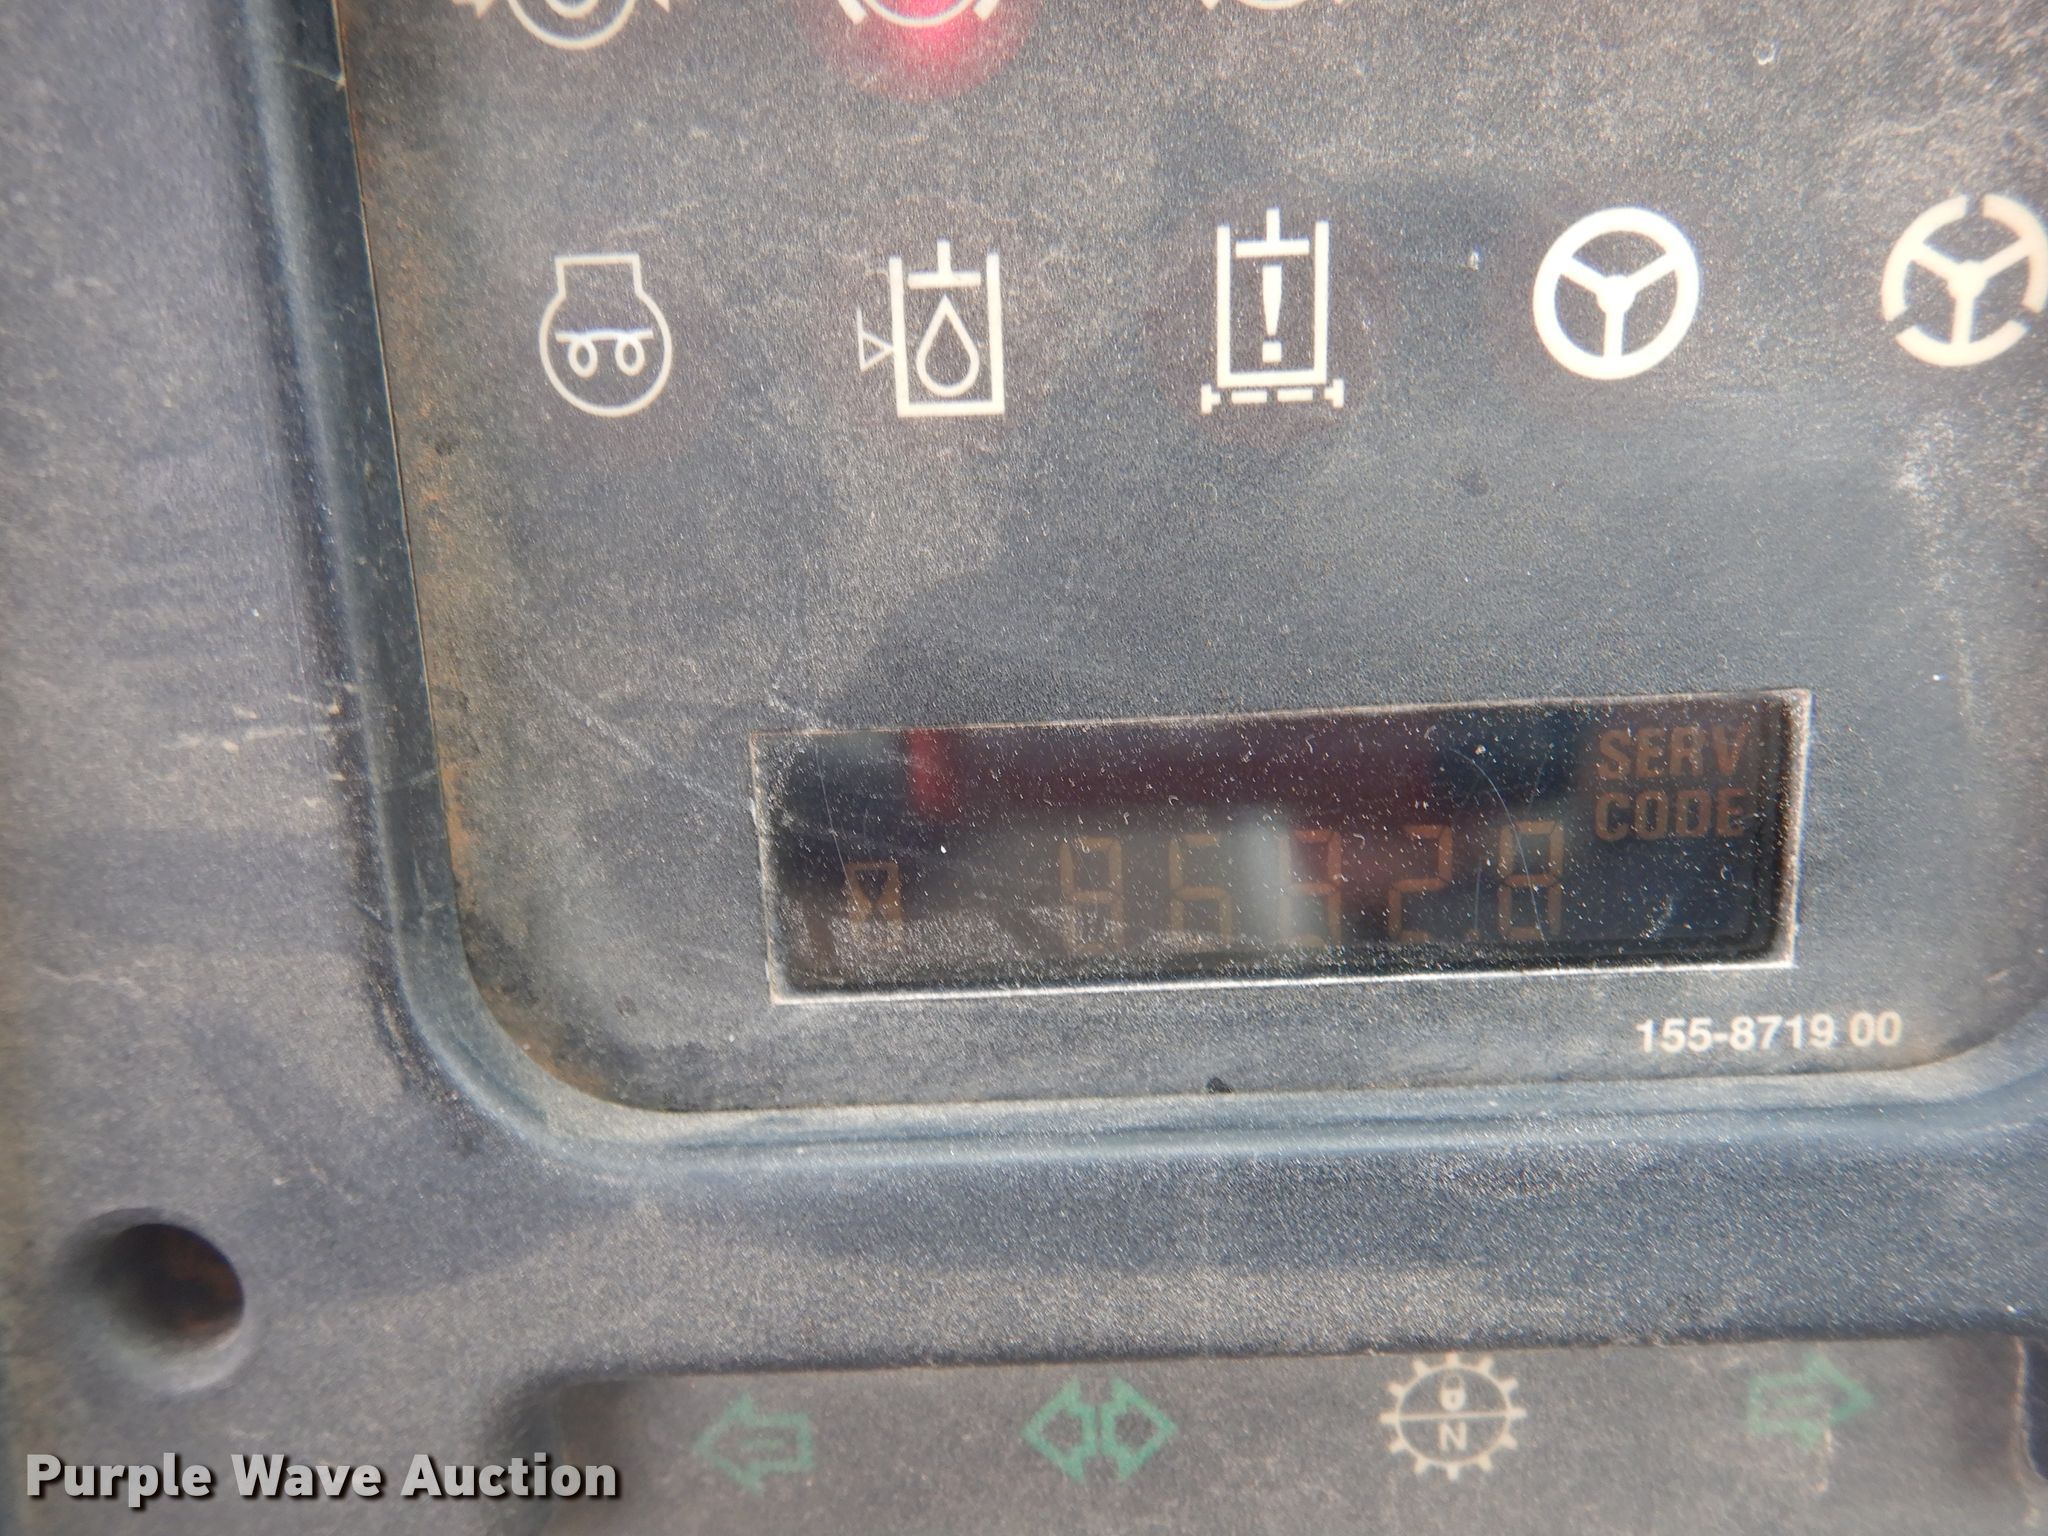 SERV
CODE
155-8719 00
N
Purple Wave Auction